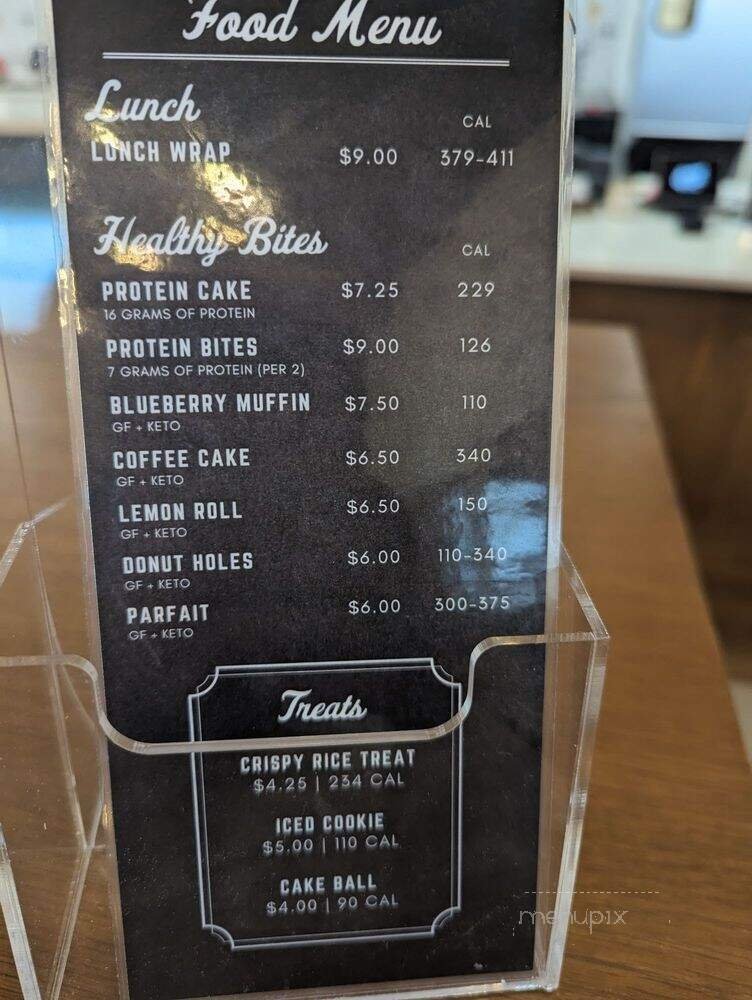 Food Menu
Lunch
CAL
LUNCH WRAP $9.00 379-411
Healthy Bites
CAL
PROTEIN CAKE $7.25 229
16 GRAMS OF PROTEIN
PROTEIN BITES $9.00 126
7 GRAMS OF PROTEIN (PER 2)
BLUEBERRY MUFFIN $7.50 110
GF + KETO
COFFEE CAKE $6.50 340
GF + KETO
LEMON ROLL $6.50 150
GF + KETO
DONUT HOLES $6.00 110-340
GF + KETO
PARFAIT $6.00 300-375
GF + KETO
Treats
CRISPY RICE TREAT
$4.25 | 234 CAL
ICED COOKIE
$5.00 | 110 CAL
CAKE BALL
$4.00 | 90 CAL
menupix